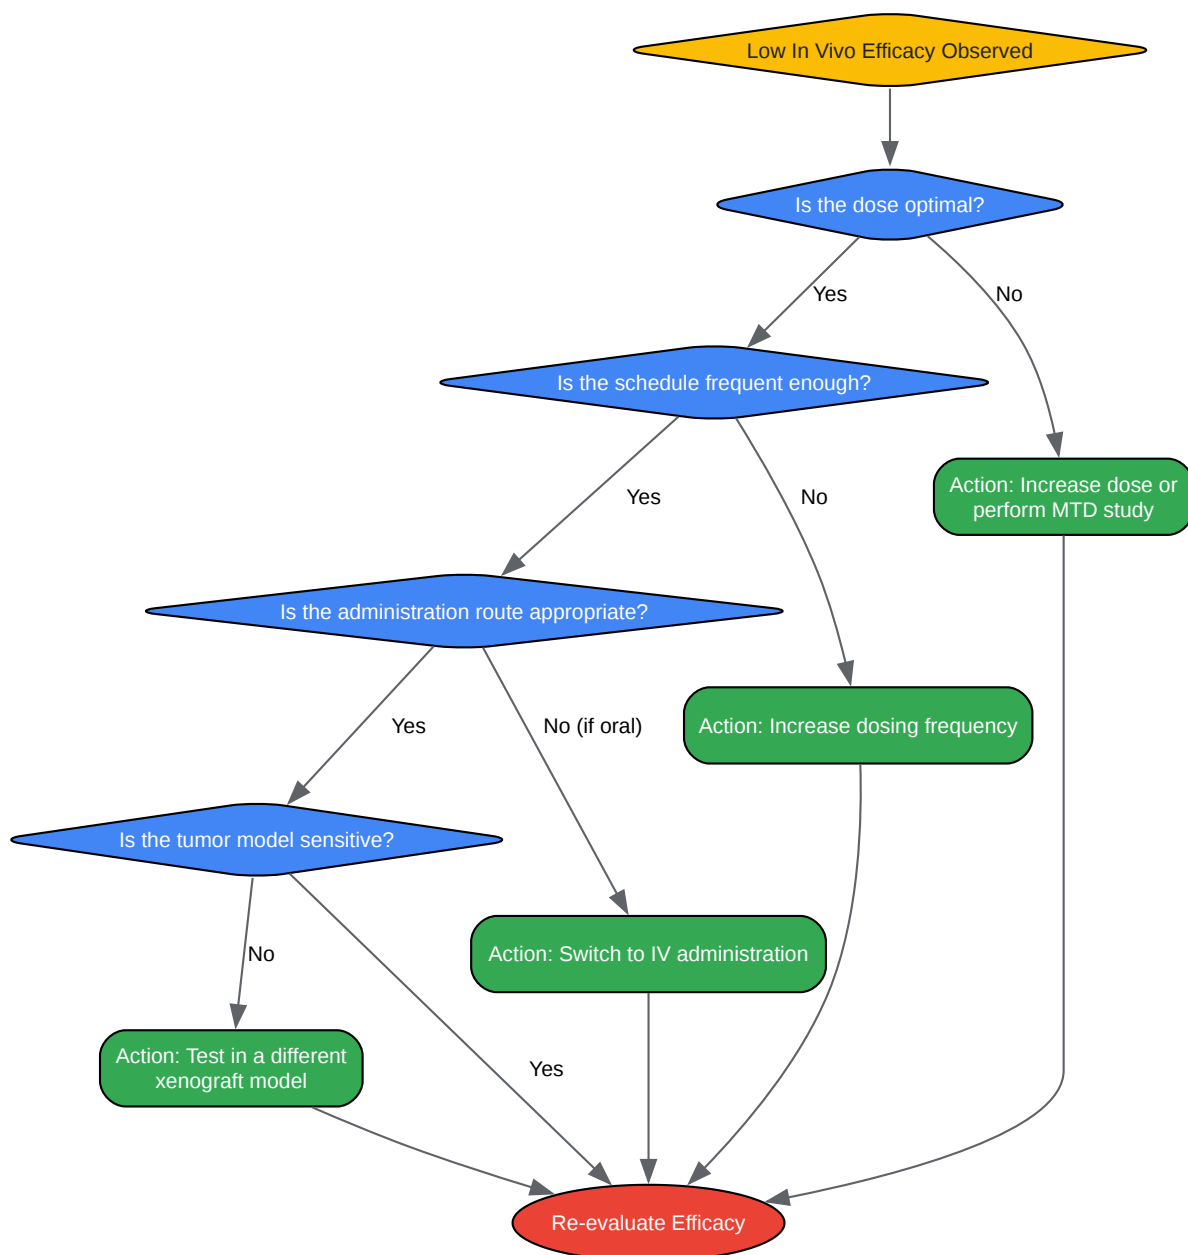 Low In Vivo Efficacy Observed
Is the dose optimal?
Yes
No
Is the schedule frequent enough?
Action: Increase dose or
perform MTD study
Yes
No
Is the administration route appropriate?
Yes
No (if oral)
Action: Increase dosing frequency
Is the tumor model sensitive?
No
Action: Switch to IV administration
Action: Test in a different
xenograft model
Yes
Re-evaluate Efficacy